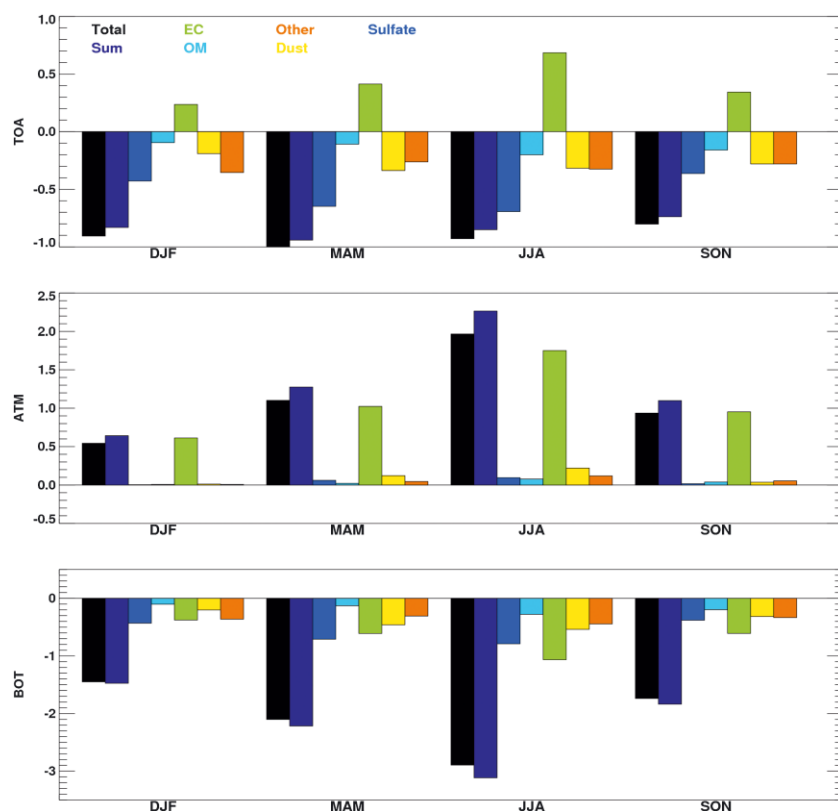 1.0
Total EC Other Sulfate
Sum OM Dust
0.5
TOA
0.0
-0.5
-1.0
DJF MAM JJA SON
2.5
2.0
1.5
ATM
1.0
0.5
0.0
-0.5
DJF MAM JJA SON
0
-1
BOT
-2
-3
DJF MAM JJA SON